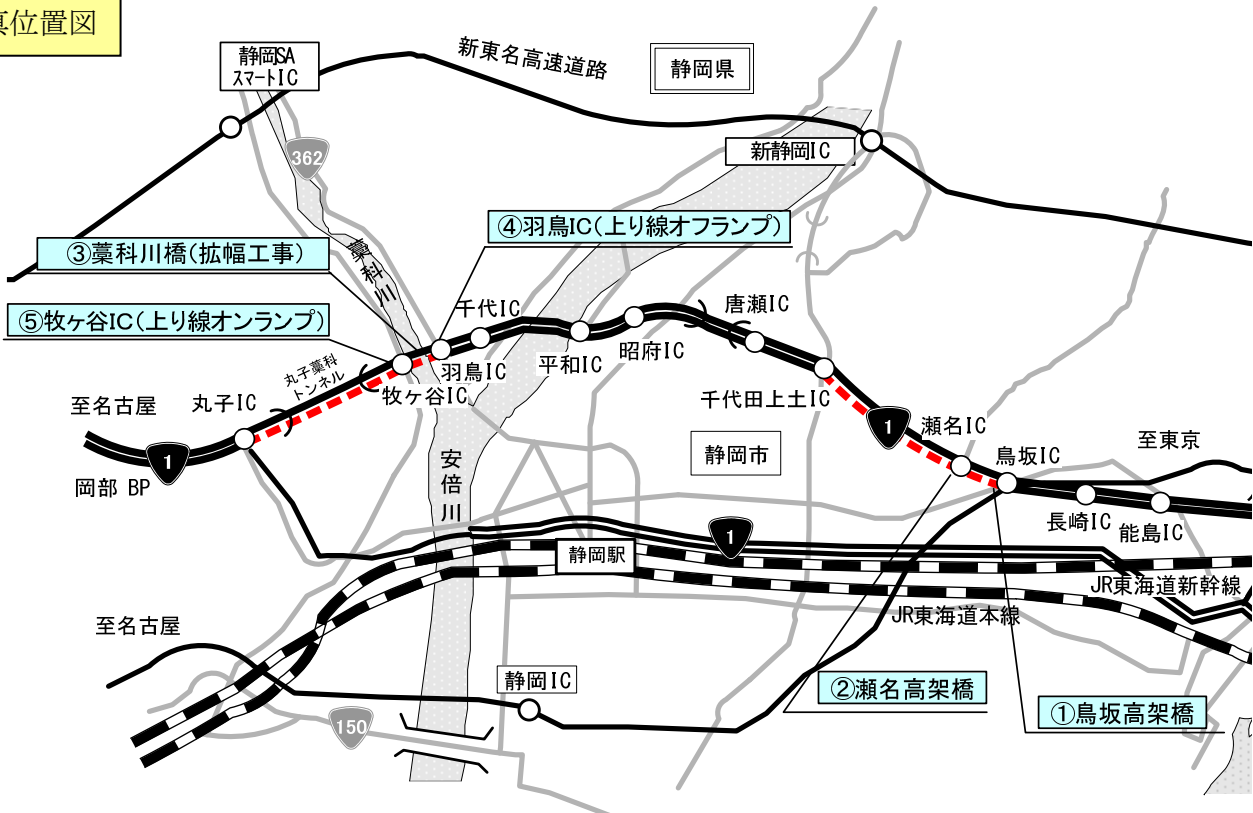 位置図
静岡SA
スマートIC
新東名高速道路
静岡県
362
新静岡IC
④羽鳥IC(上り線オフランプ)
③藁科川橋(拡幅工事)
藁科川
⑤牧ヶ谷IC(上り線オンランプ)
千代IC
唐瀬IC
平和IC
昭府IC
羽鳥IC
牧ヶ谷IC
丸子藁科
トンネル
丸子IC
至名古屋
千代田上土IC
1
瀬名IC
鳥坂IC
至東京
静岡市
1
岡部 BP
安倍川
長崎IC
能島IC
1
静岡駅
JR東海道新幹線
JR東海道本線
至名古屋
静岡IC
②瀬名高架橋
①鳥坂高架橋
150